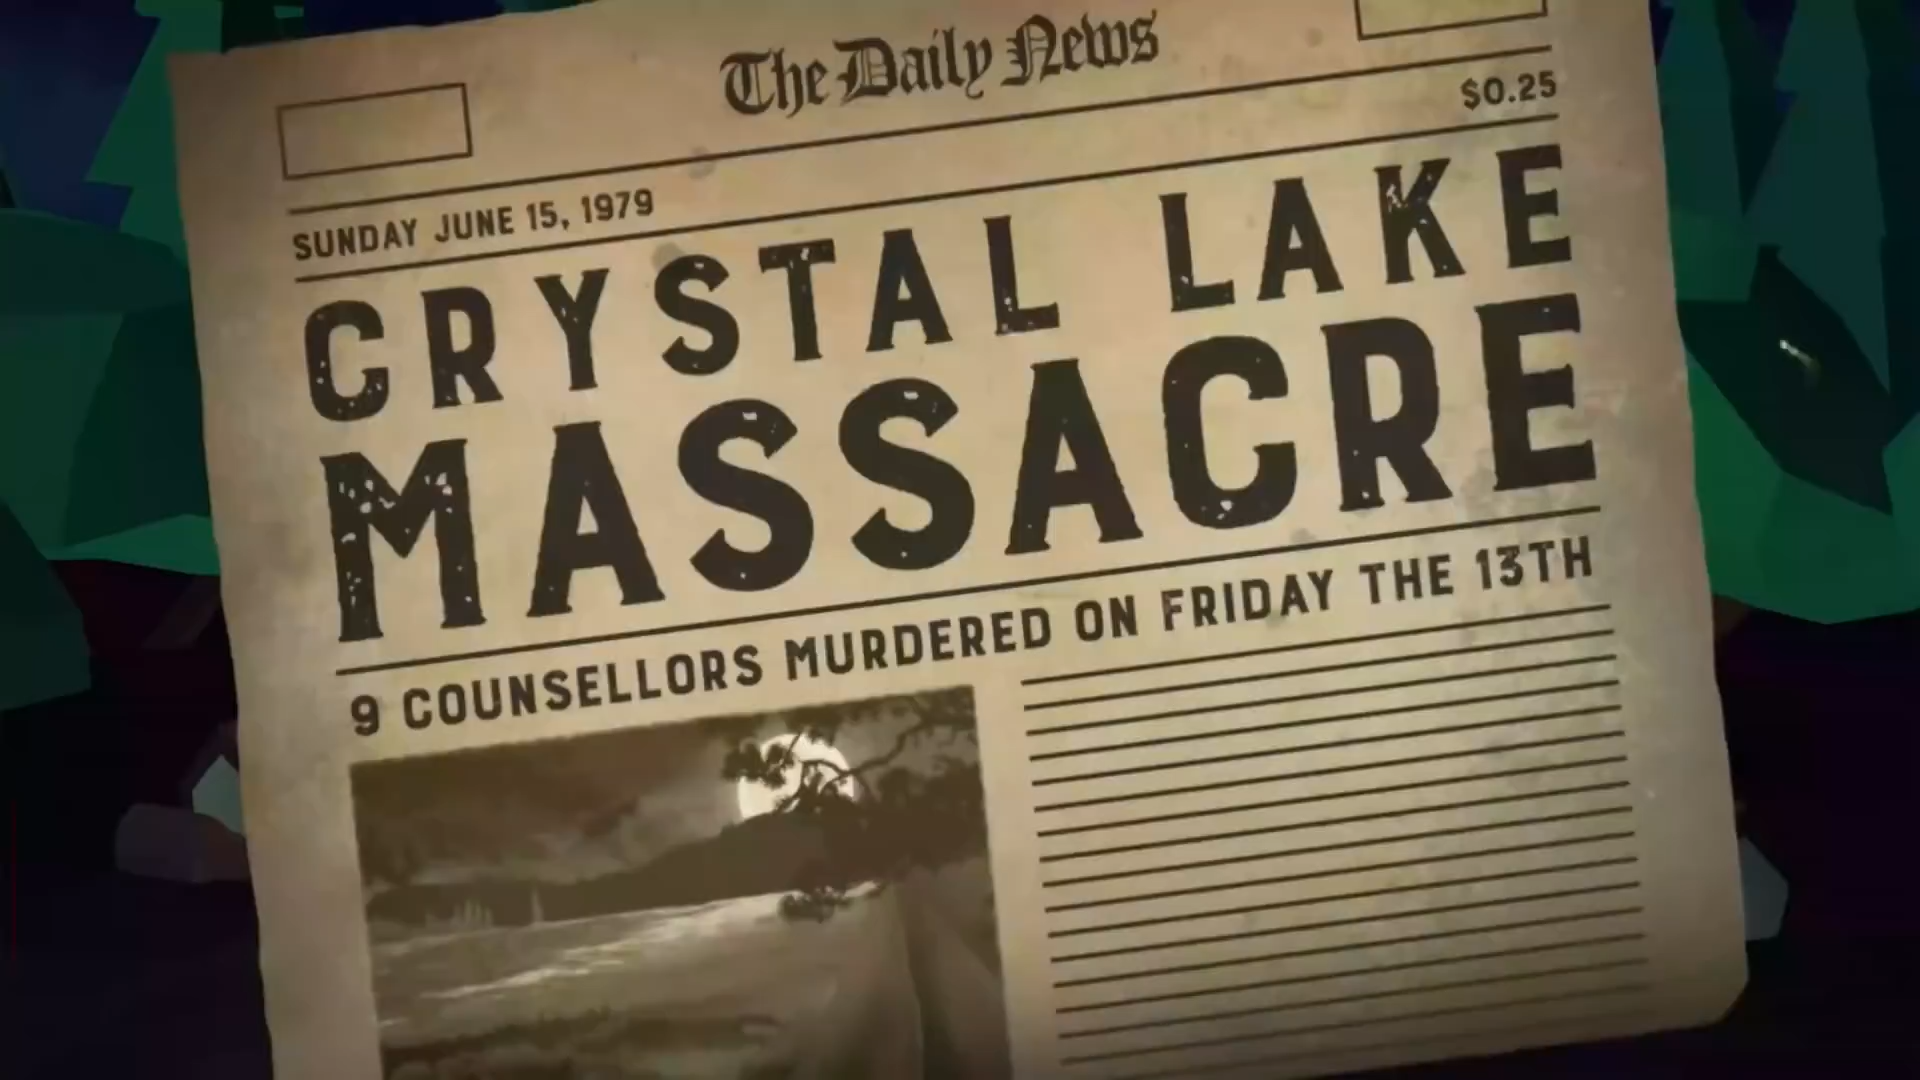 The Daily News
$0.25
SUNDAY JUNE 15, 1979
CRYSTAL LAKE
MASSACRE
9 COUNSELLORS MURDERED ON FRIDAY THE 13TH